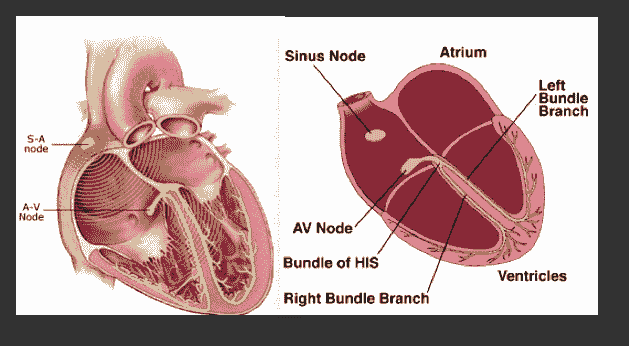 S-A
node
A-V
Node
Sinus Node
Atrium
Left
Bundle
Branch
AV Node
Bundle of HIS
Right Bundle Branch
Ventricles